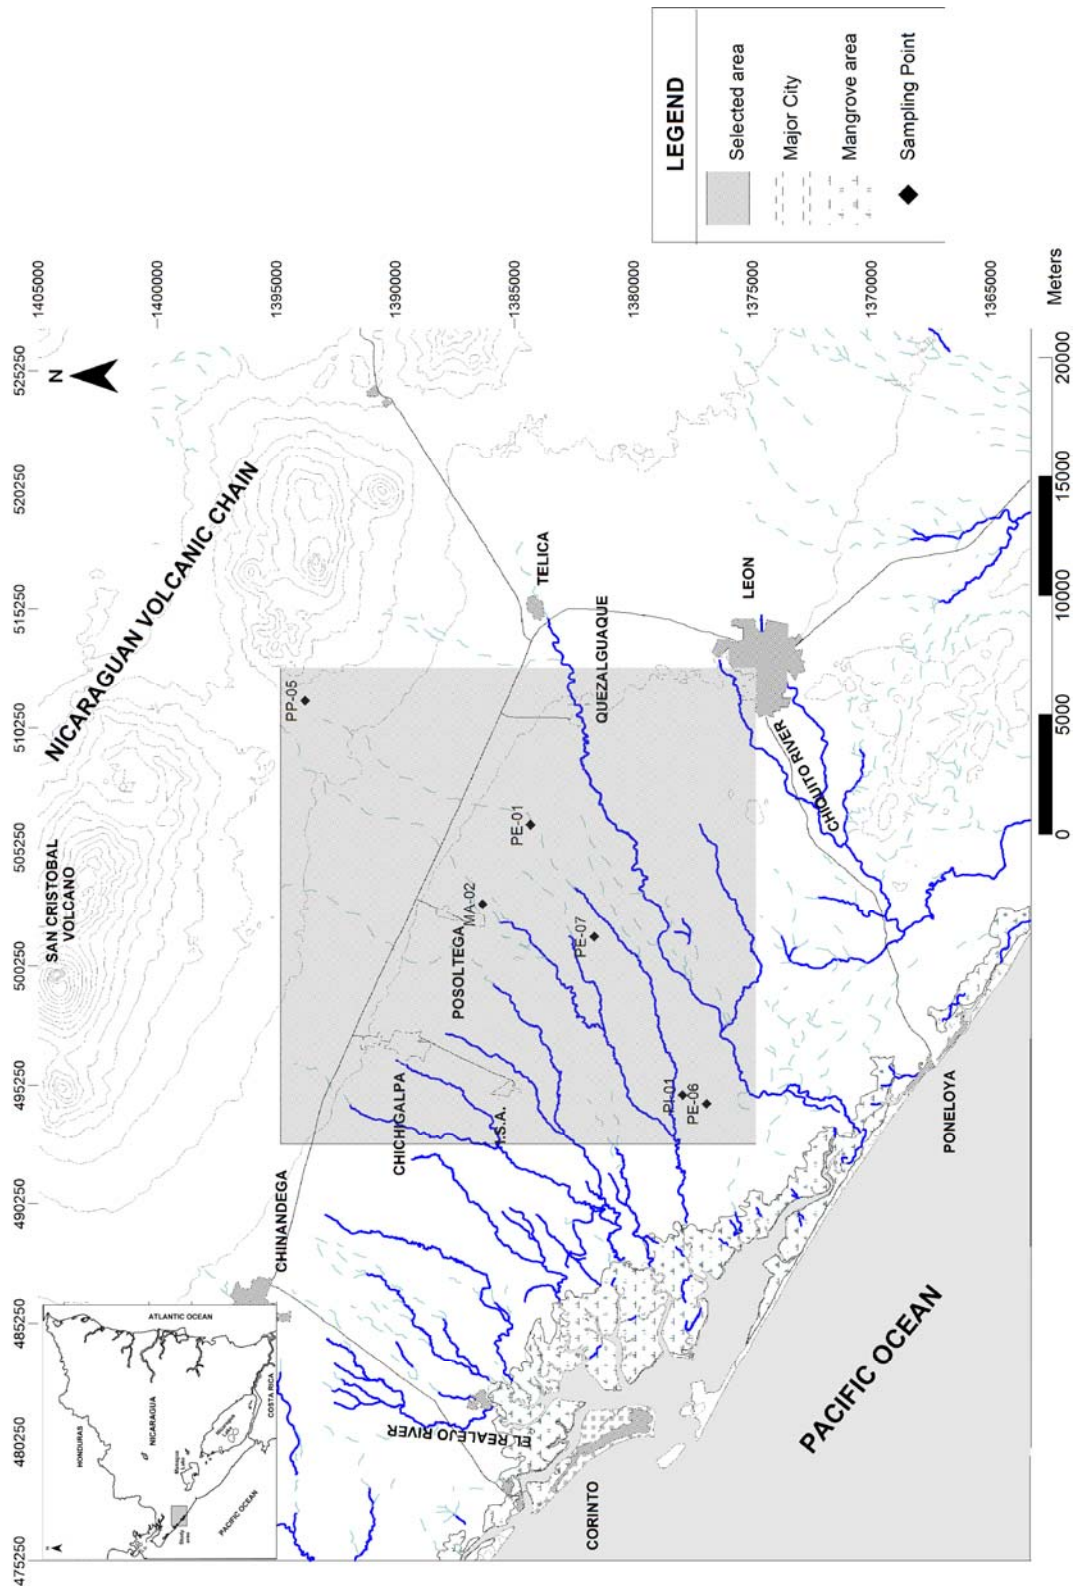 475250
480250
485250
490250
495250
500250
505250
510250
515250
520250
525250
1405000
1400000
1395000
1390000
1385000
1380000
1375000
1370000
1365000
Meters
N
HONDURAS
NICARAGUA
ATLANTIC OCEAN
COSTA RICA
PACIFIC OCEAN
NICARAGUAN VOLCANIC CHAIN
SAN CRISTOBAL
VOLCANO
CHINANDEGA
PP-05
CHICHIGALPA
POSOLTEGA
MA-02
PE-01
TELICA
I.S.A.
PE-07
QUEZALGUAQUE
EL REALEJO RIVER
PI-01
PE-06
LEON
CHIQUITO RIVER
CORINTO
PONELOYA
PACIFIC OCEAN
0
5000
10000
15000
20000
LEGEND
Selected area
Major City
Mangrove area
Sampling Point